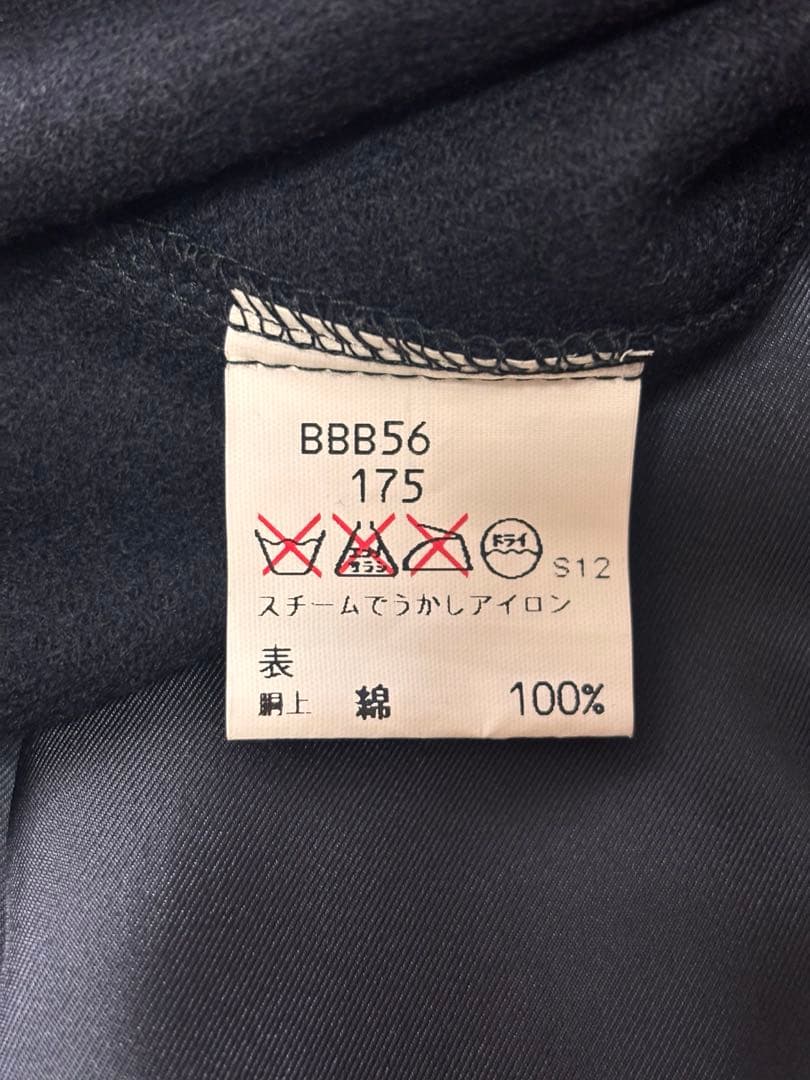 BBB56
175
エンソ サラシ ドライ S12
スチームでうかしアイロン
表
胴上 綿 100%